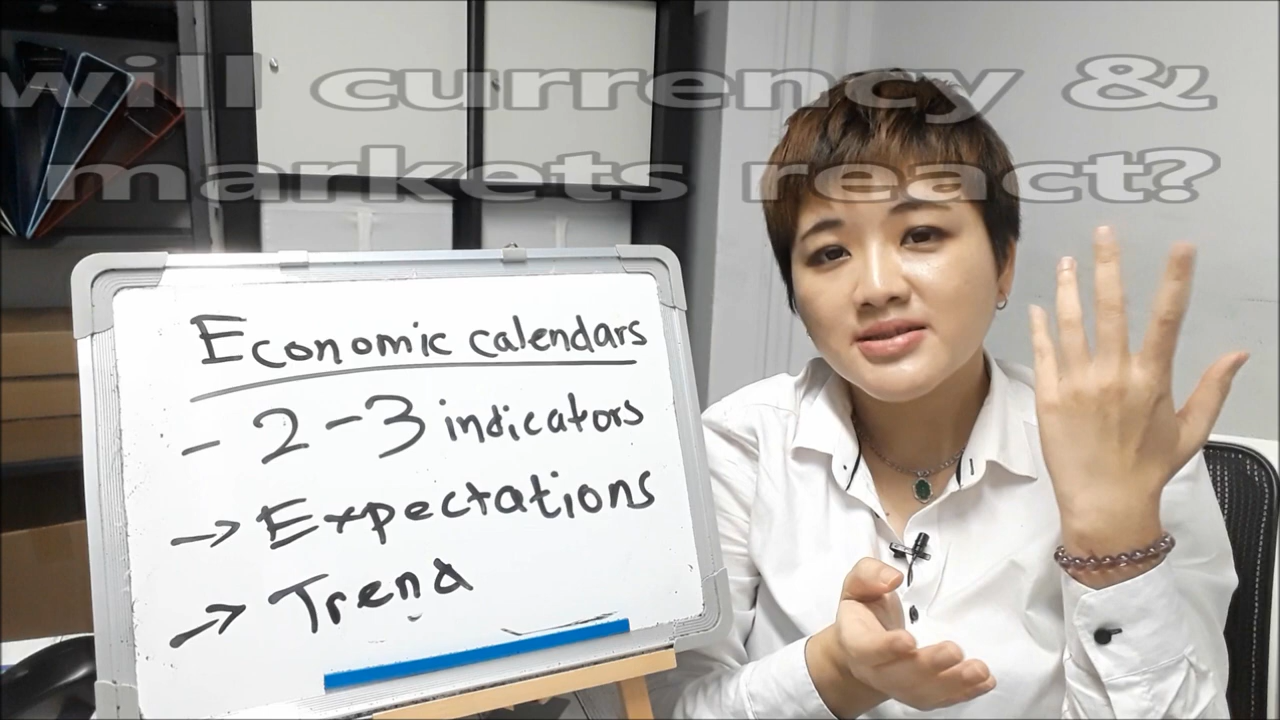 will currency &
markets react?
Economic calendars
- 2-3 indicators
→ Expectations
→ Trend